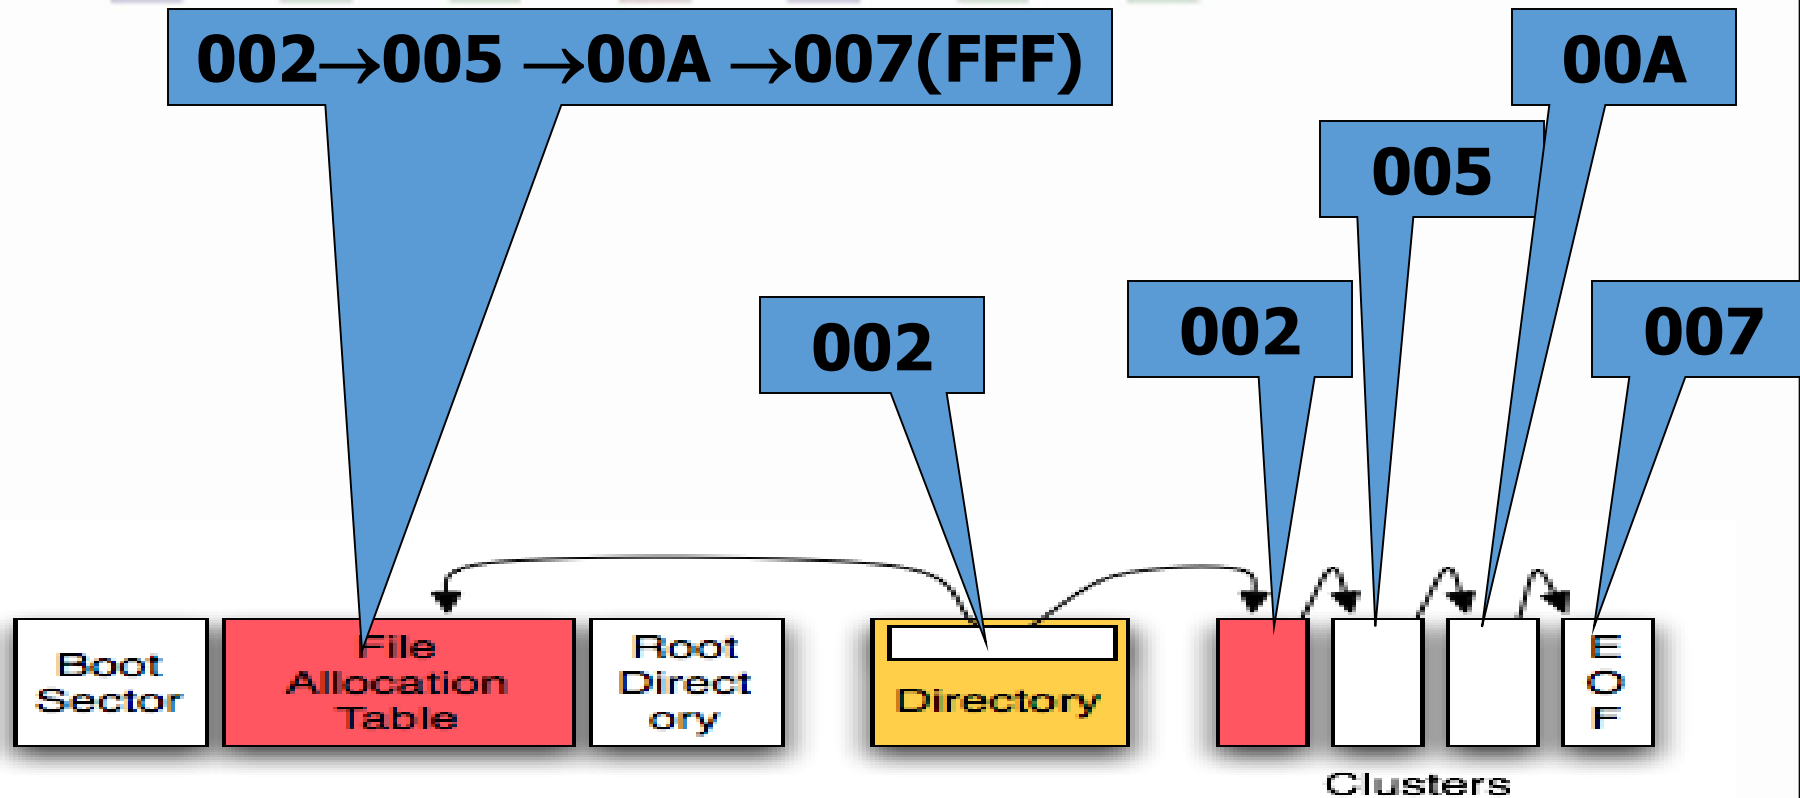 002→005 →00A →007(FFF)
00A
005
002
002
007
Boot
Sector
File
Allocation
Table
Root
Direct
ory
Directory
E
O
F
Clusters